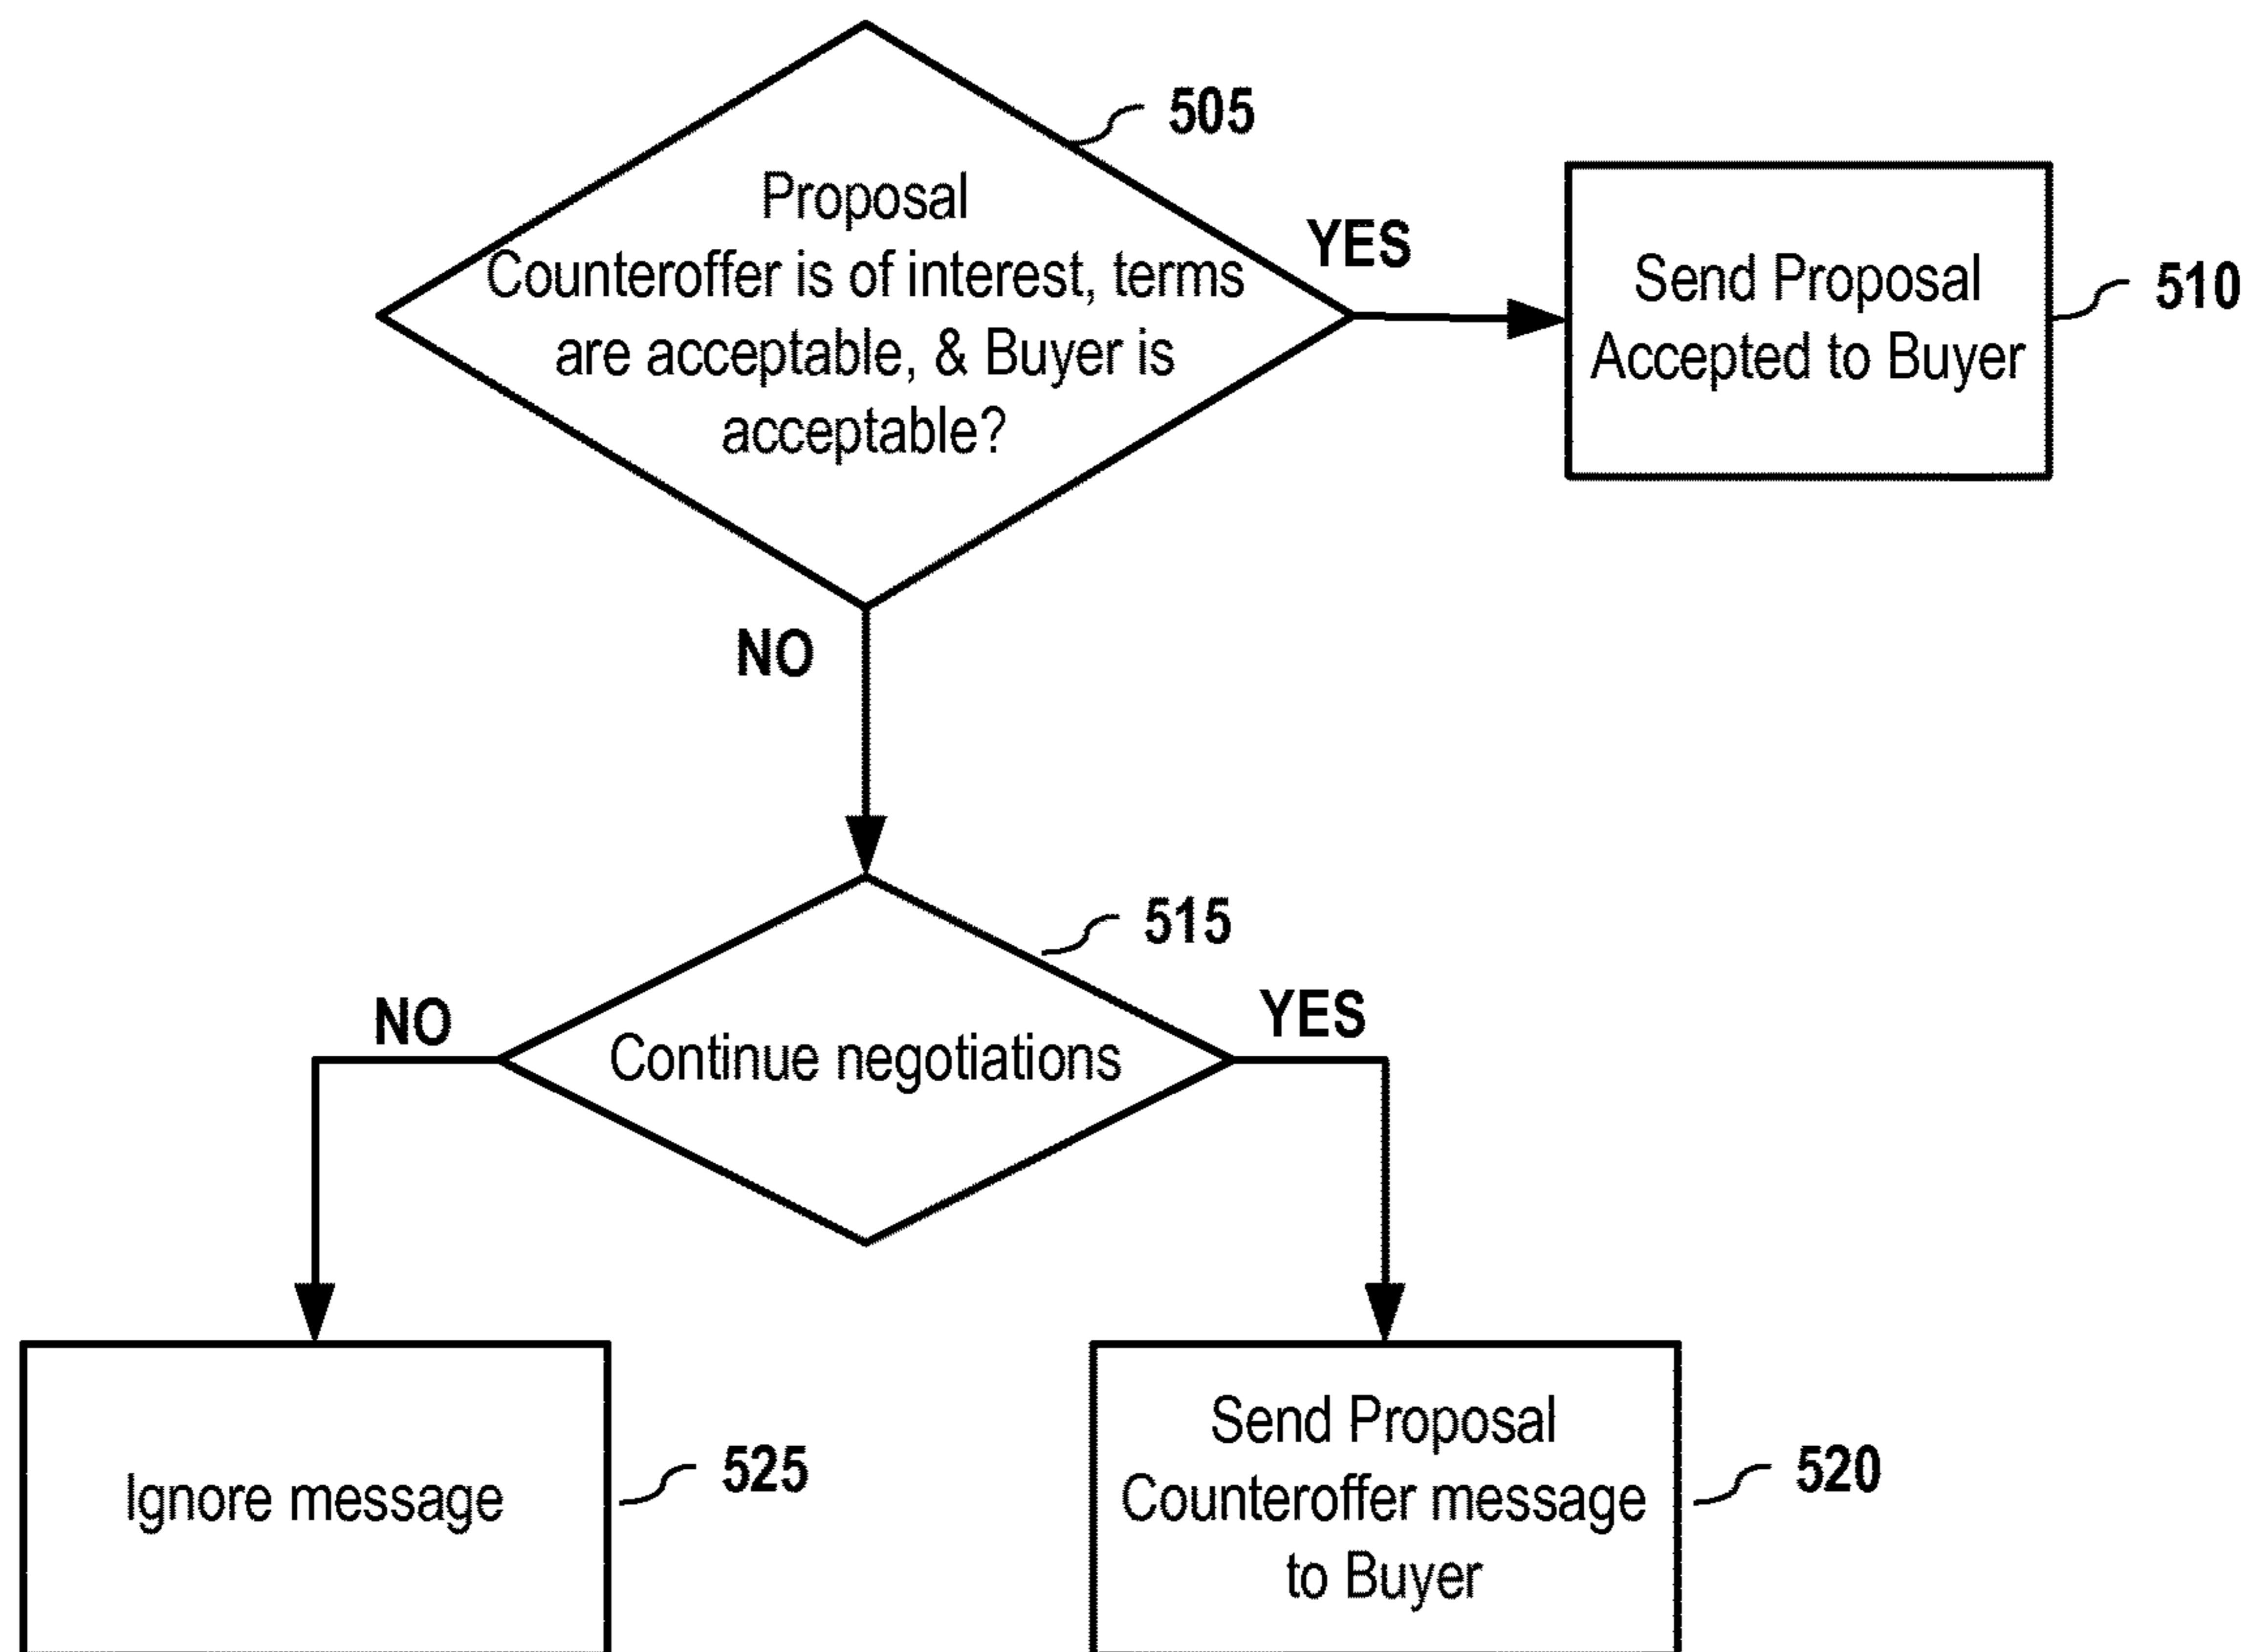 505
Proposal
Counteroffer is of interest, terms
are acceptable, & Buyer is
acceptable?
YES
Send Proposal
Accepted to Buyer
510
NO
515
Continue negotiations
NO
YES
Ignore message
525
Send Proposal
Counteroffer message
to Buyer
520